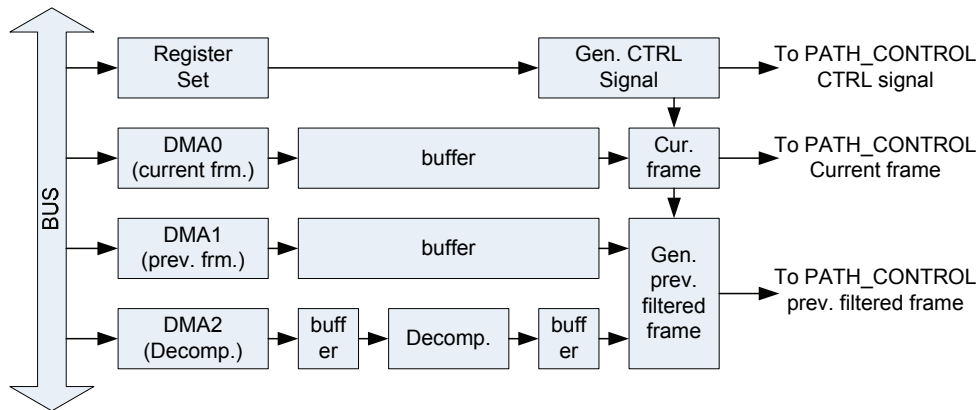 BUS
Register
Set
Gen. CTRL
Signal
To PATH_CONTROL
CTRL signal
DMA0
(current frm.)
buffer
Cur.
frame
To PATH_CONTROL
Current frame
DMA1
(prev. frm.)
buffer
Gen.
prev.
filtered
frame
To PATH_CONTROL
prev. filtered frame
DMA2
(Decomp.)
buff
er
Decomp.
buff
er